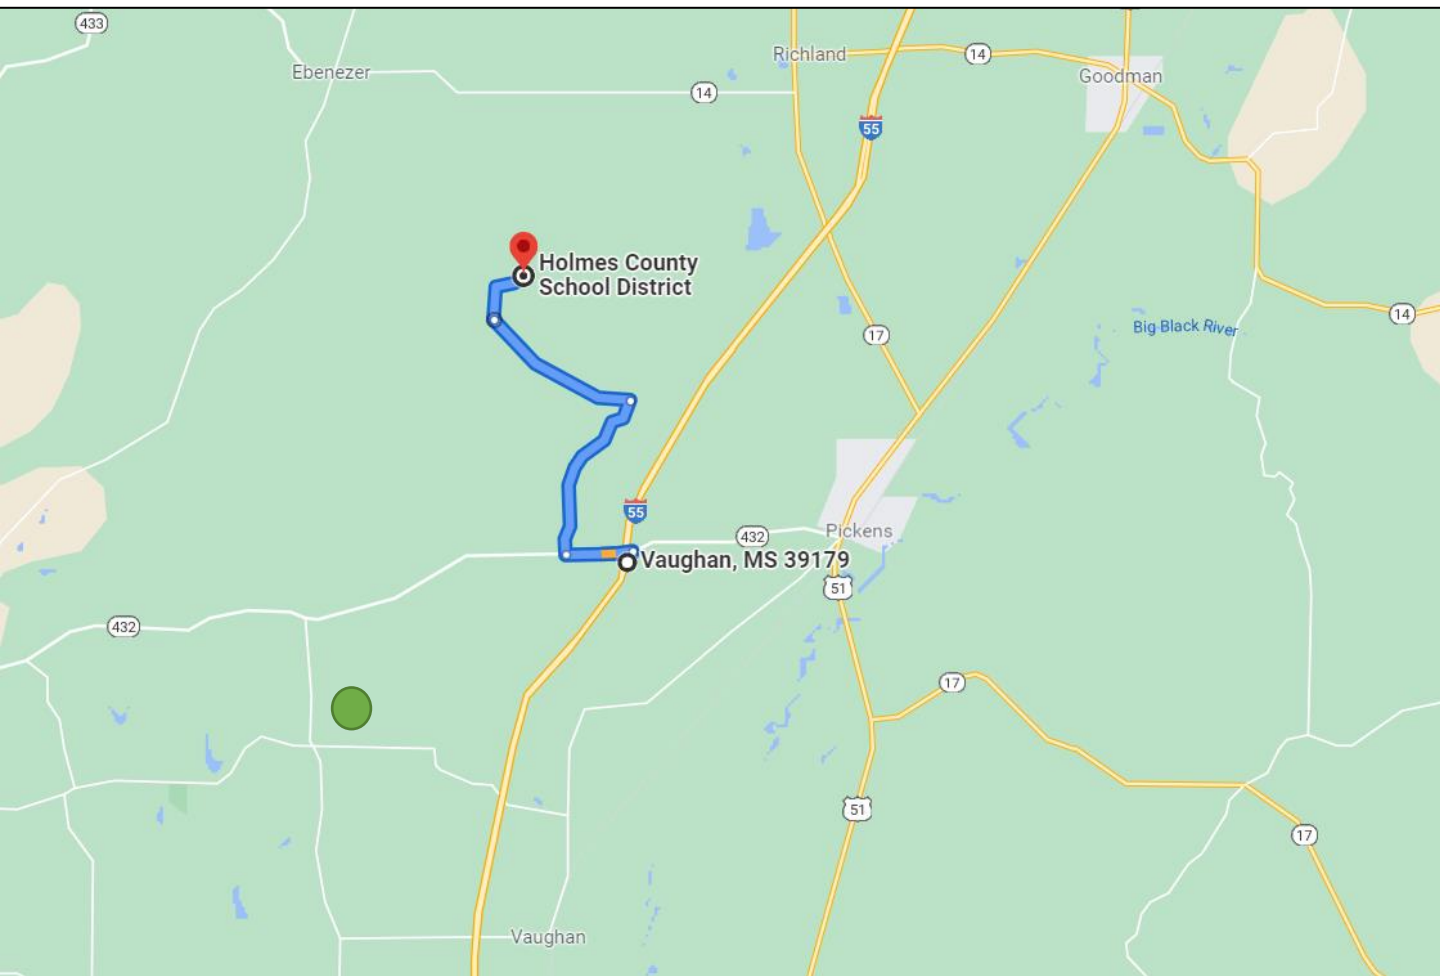 433
Richland
14
Ebenezer
Goodman
14
55
Holmes County
School District
14
Big Black River
17
55
432
Pickens
Vaughan, MS 39179
51
432
17
51
17
Vaughan